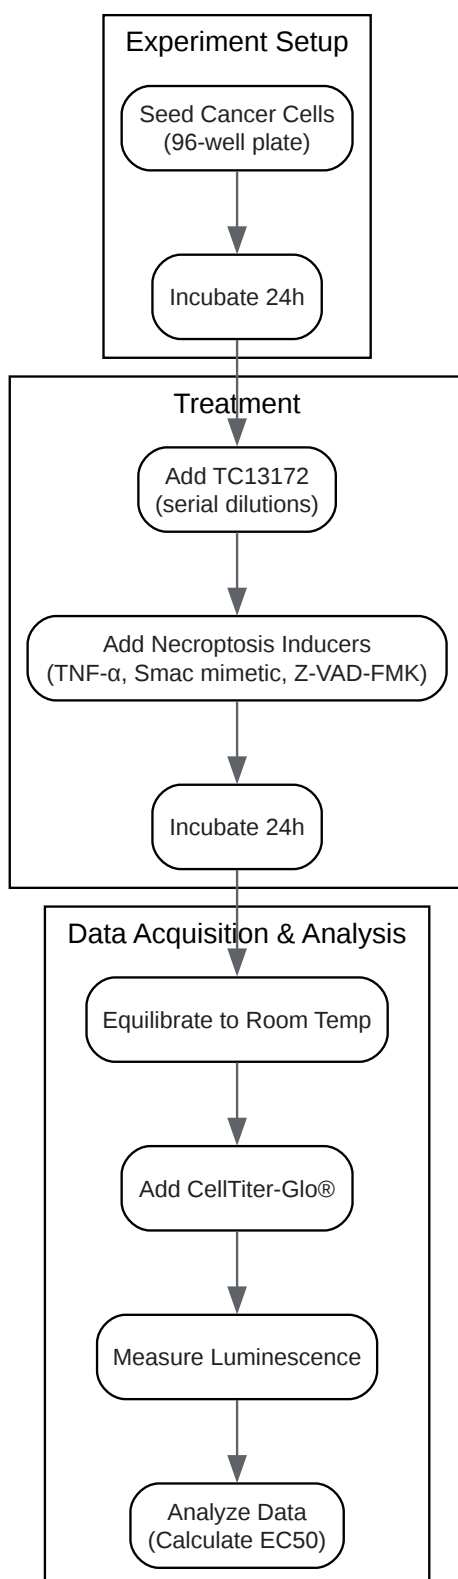 Experiment Setup
Seed Cancer Cells
(96-well plate)
Incubate 24h
Treatment
Add TC13172
(serial dilutions)
Add Necroptosis Inducers
(TNF-α, Smac mimetic, Z-VAD-FMK)
Incubate 24h
Data Acquisition & Analysis
Equilibrate to Room Temp
Add CellTiter-Glo®
Measure Luminescence
Analyze Data
(Calculate EC50)